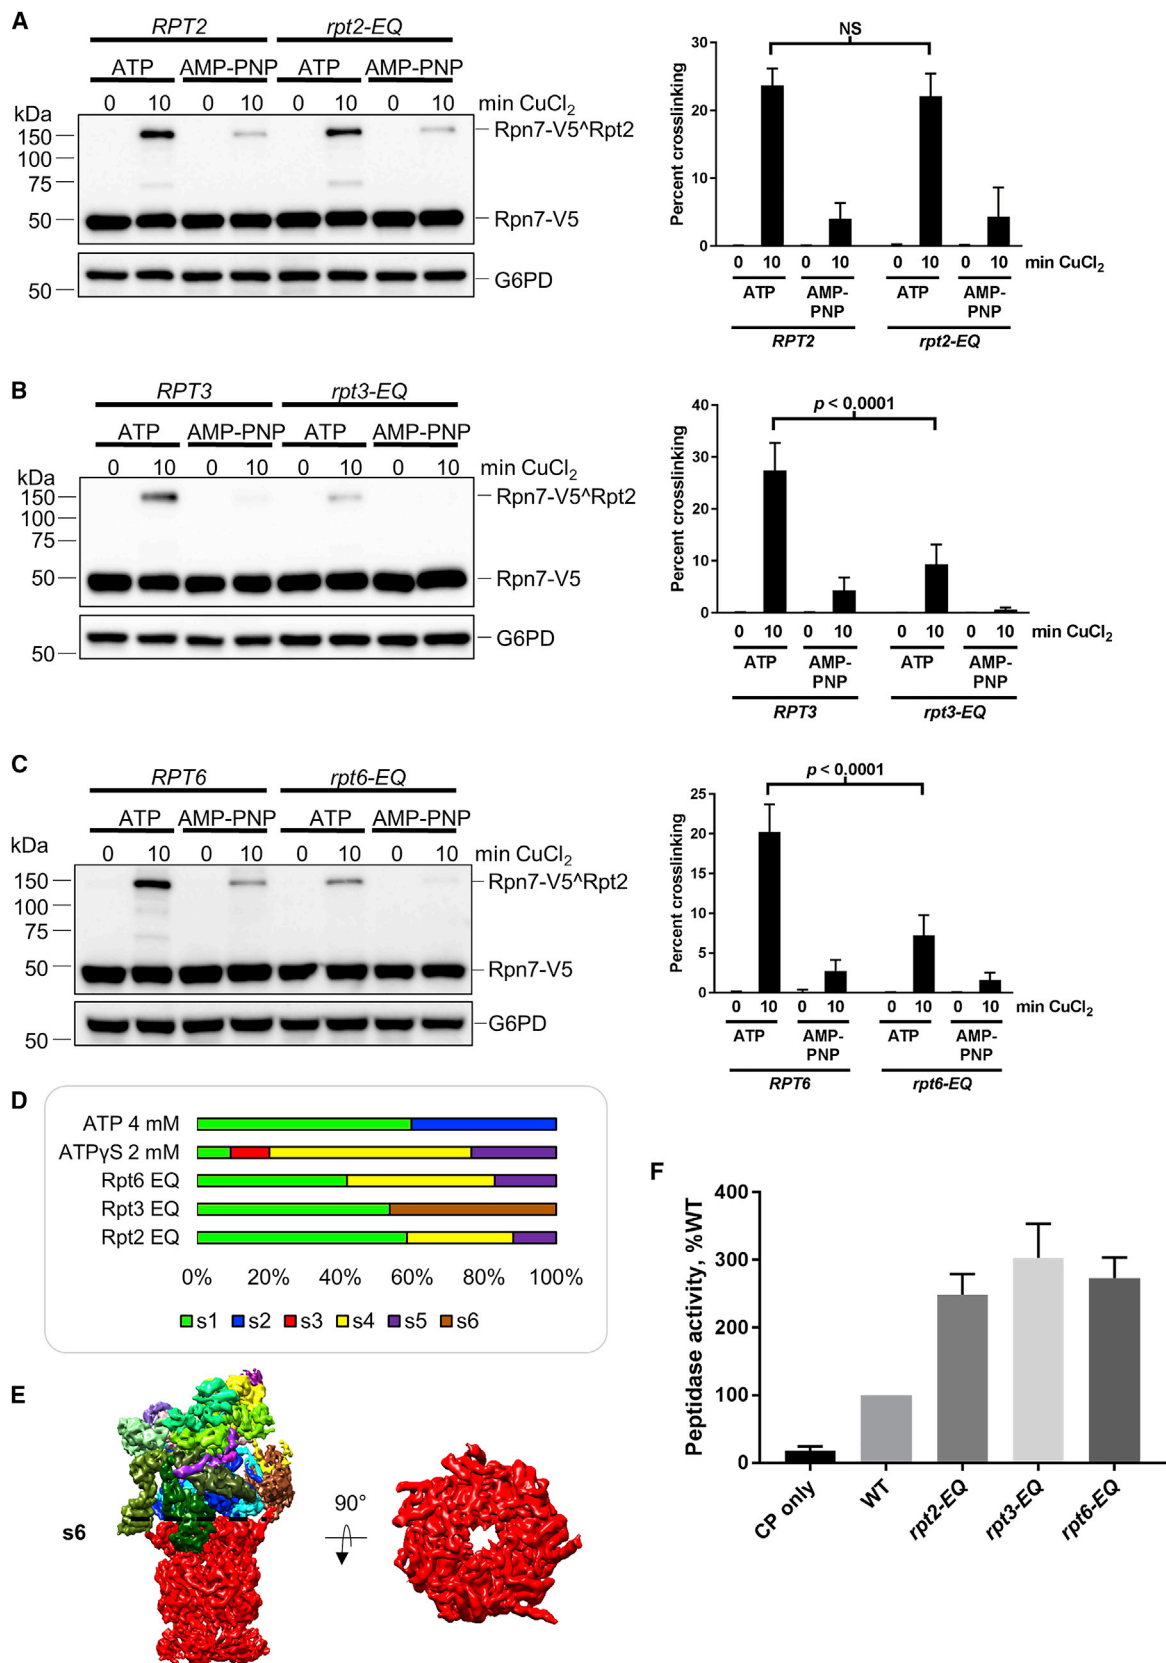 A
RPT2 rpt2-EQ
ATP AMP-PNP ATP AMP-PNP
0 10 0 10 0 10 0 10 min CuCl2
kDa
150 Rpn7-V5^Rpt2
100
75
50 Rpn7-V5
50 G6PD
Percent crosslinking
30
20
10
0
NS
0 10 0 10 0 10 0 10 min CuCl2
ATP AMP-PNP ATP AMP-PNP
RPT2 rpt2-EQ
B
RPT3 rpt3-EQ
ATP AMP-PNP ATP AMP-PNP
0 10 0 10 0 10 0 10 min CuCl2
kDa
150 Rpn7-V5^Rpt2
100
75
50 Rpn7-V5
50 G6PD
Percent crosslinking
40
30
20
10
0
p < 0.0001
0 10 0 10 0 10 0 10 min CuCl2
ATP AMP-PNP ATP AMP-PNP
RPT3 rpt3-EQ
C
RPT6 rpt6-EQ
ATP AMP-PNP ATP AMP-PNP
0 10 0 10 0 10 0 10 min CuCl2
kDa
150 Rpn7-V5^Rpt2
100
75
50 Rpn7-V5
50 G6PD
Percent crosslinking
25
20
15
10
5
0
p < 0.0001
0 10 0 10 0 10 0 10 min CuCl2
ATP AMP-PNP ATP AMP-PNP
RPT6 rpt6-EQ
D
ATP 4 mM
ATPγS 2 mM
Rpt6 EQ
Rpt3 EQ
Rpt2 EQ
0% 20% 40% 60% 80% 100%
s1 s2 s3 s4 s5 s6
E
s6
90°
F
Peptidase activity, %WT
400
300
200
100
0
CP only WT rpt2-EQ rpt3-EQ rpt6-EQ